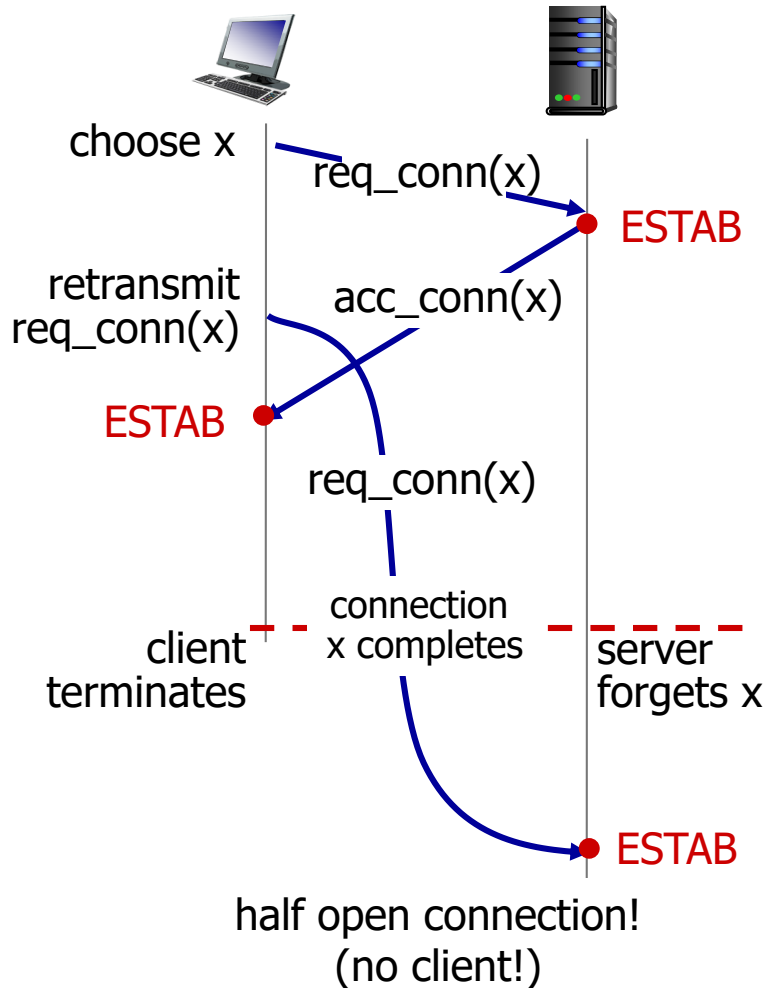 choose x
req_conn(x)
ESTAB
retransmit
req_conn(x)
acc_conn(x)
ESTAB
req_conn(x)
connection
x completes
client
terminates
server
forgets x
ESTAB
half open connection!
(no client!)